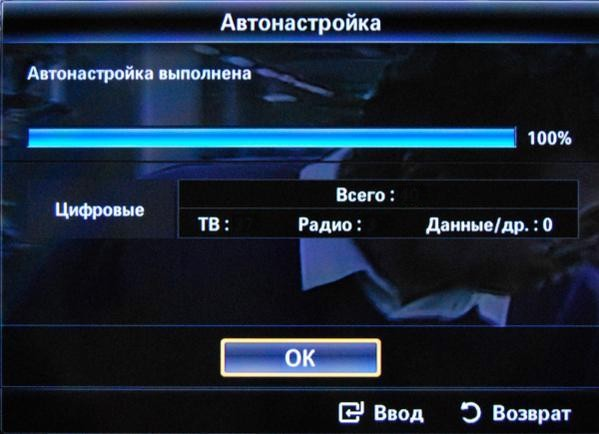 Автонастройка
Автонастройка выполнена
100%
Цифровые
Всего :
ТВ : Радио : Данные/др. : 0
OK
Ввод Возврат